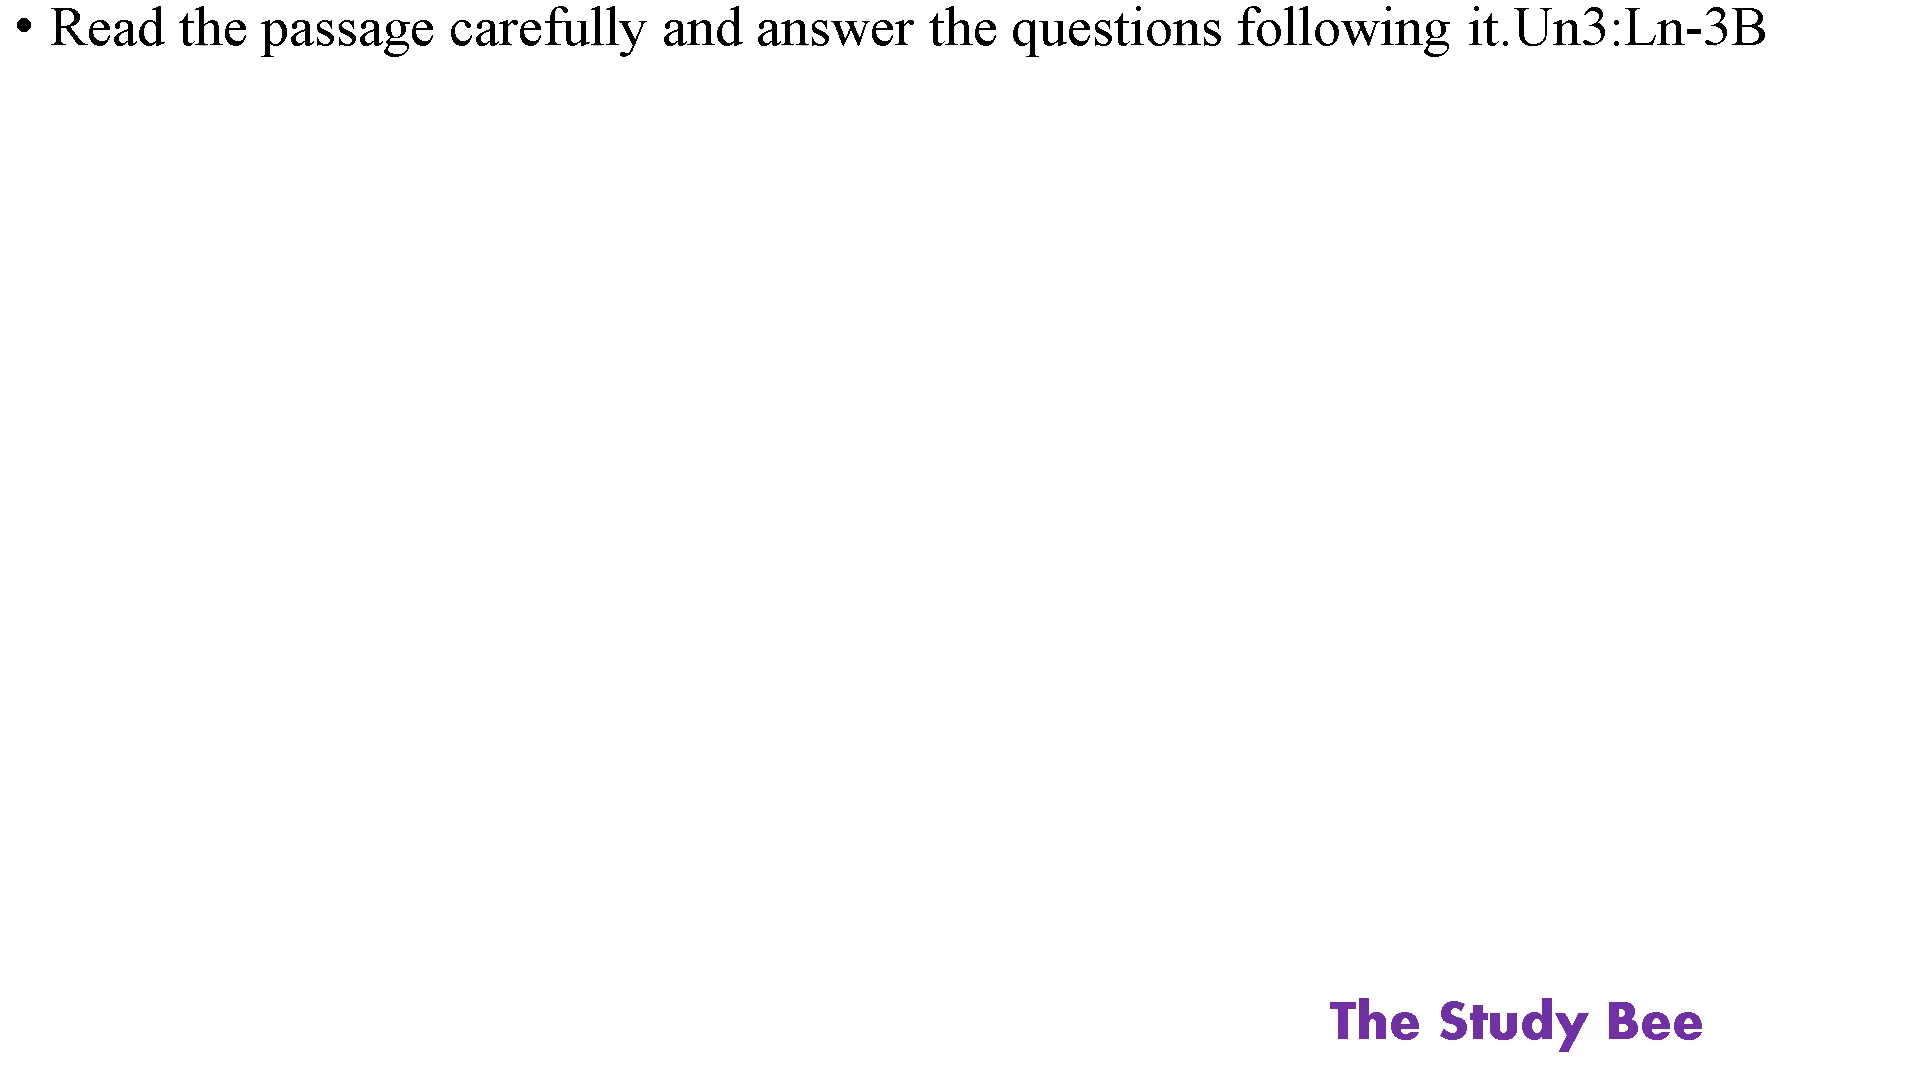 • Read the passage carefully and answer the questions following it.Un3:Ln-3B
The Study Bee